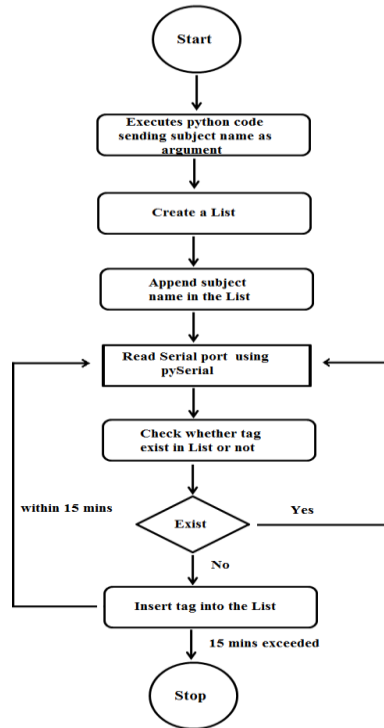 Start
Executes python code
sending subject name as
argument
Create a List
Append subject
name in the List
Read Serial port using
pySerial
Check whether tag
exist in List or not
within 15 mins
Exist
Yes
No
Insert tag into the List
15 mins exceeded
Stop